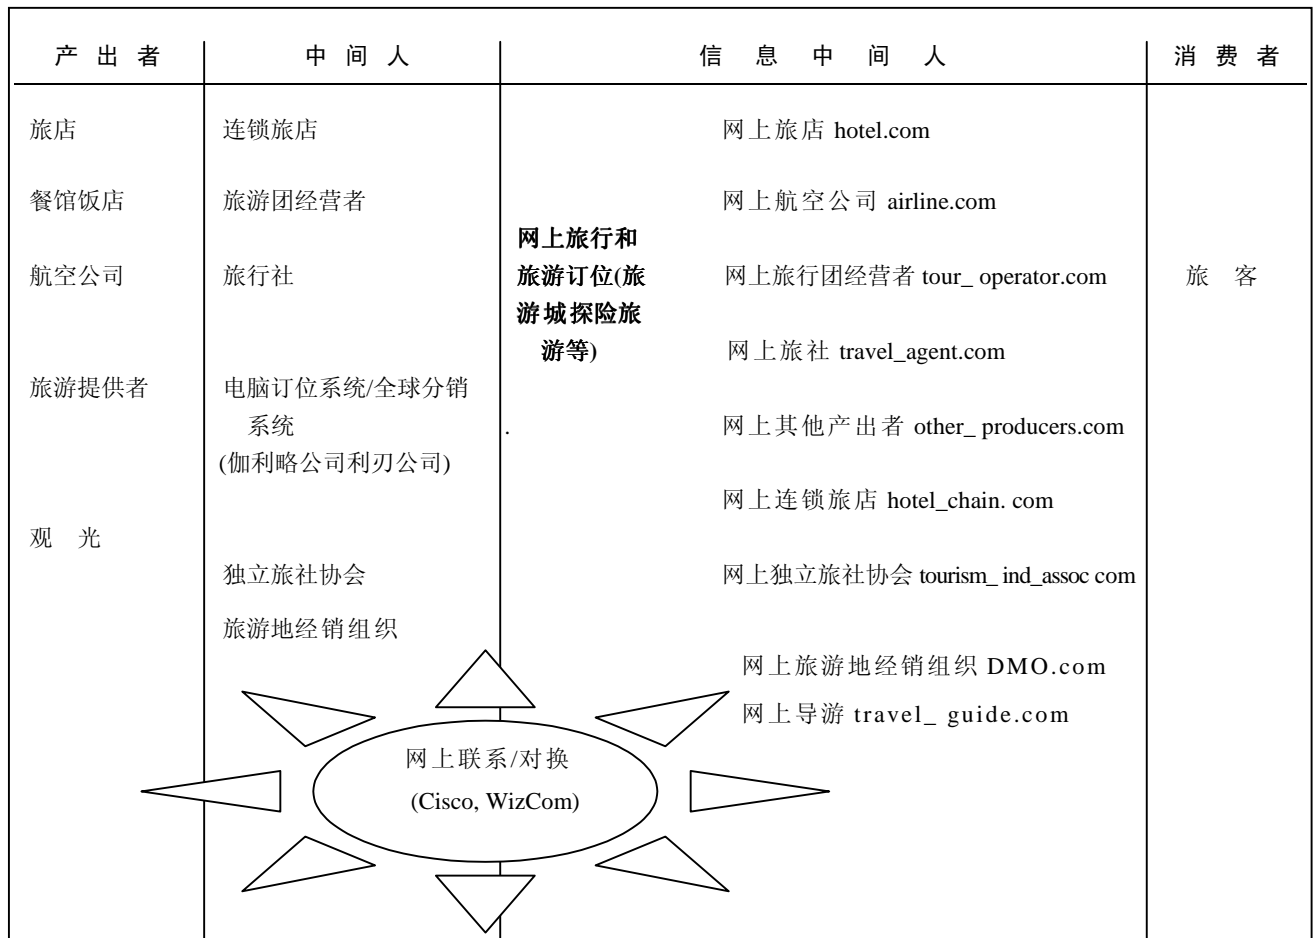 产 出 者
中 间 人
信 息 中 间 人
消 费 者
旅店
餐馆饭店
航空公司
旅游提供者
观 光
连锁旅店
旅游团经营者
旅行社
电脑订位系统/全球分销
系统
(伽利略公司利刃公司)
独立旅社协会
旅游地经销组织
网上旅行和
旅游订位(旅
游城探险旅
游等)
.
网上旅店 hotel.com
网上航空公司 airline.com
网上旅行团经营者 tour_ operator.com
网上旅社 travel_agent.com
网上其他产出者 other_ producers.com
网上连锁旅店 hotel_chain. com
网上独立旅社协会 tourism_ ind_assoc com
网上旅游地经销组织 DMO.com
网上导游 travel_ guide.com
旅 客
网上联系/对换
(Cisco, WizCom)